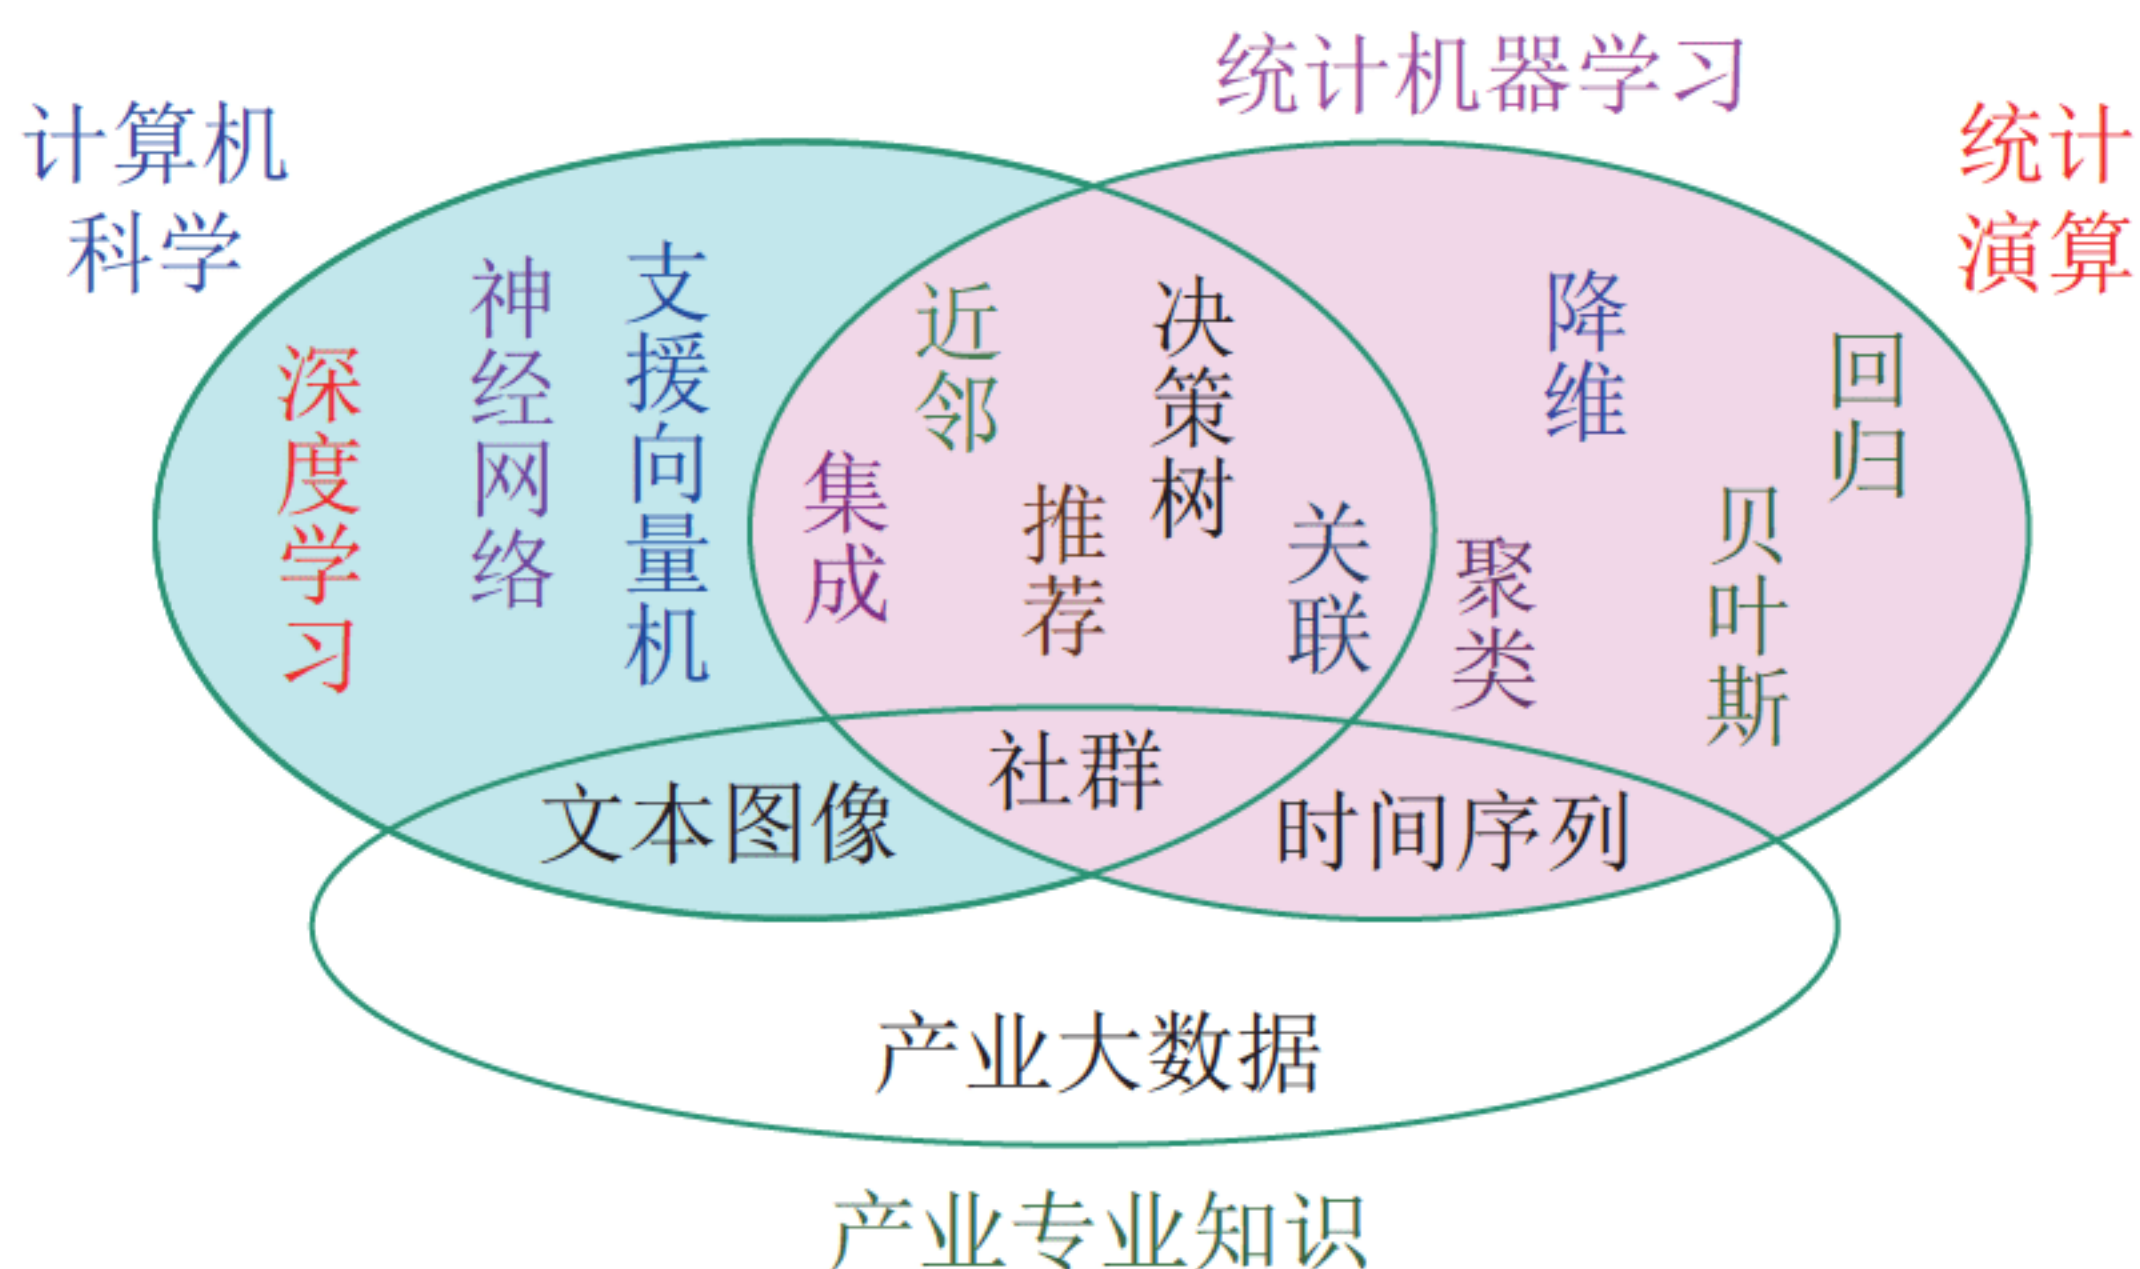 统计机器学习
计算机
科学
统计
演算
深度学习
神经网络
支援向量机
集成
近邻
推荐
决策树
关联
降维
聚类
贝叶斯
回归
文本图像
社群
时间序列
产业大数据
产业专业知识